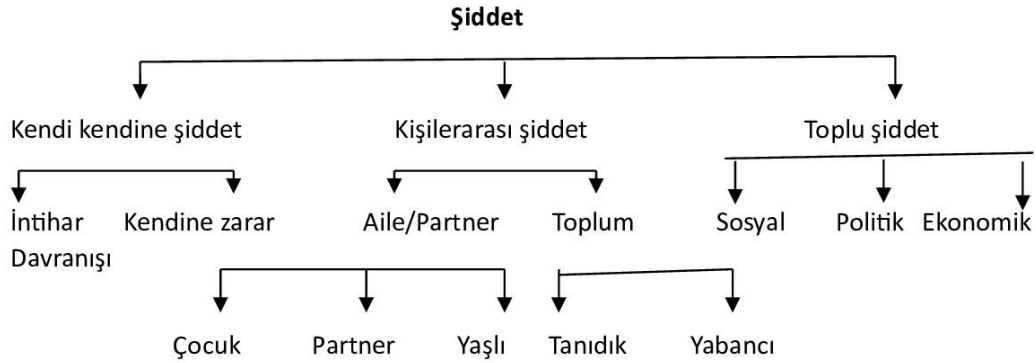 Şiddet
Kendi kendine şiddet Kişilerarası şiddet Toplu şiddet
İntihar Kendine zarar Aile/Partner Toplum Sosyal Politik Ekonomik
Davranışı
Çocuk Partner Yaşlı Tanıdık Yabancı